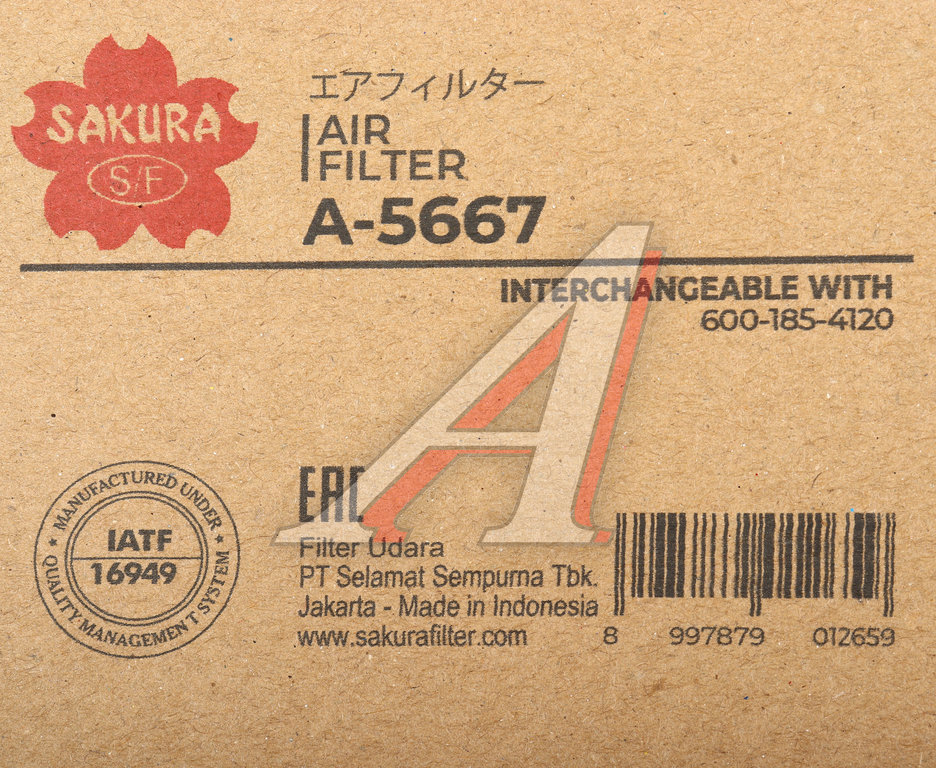 SAKURA
S/F
エアフィルター
AIR
FILTER
A-5667
INTERCHANGEABLE WITH
600-185-4120
MANUFACTURED UNDER
IATF
16949
QUALITY MANAGEMENT SYSTEM
EAC
Filter Udara
PT Selamat Sempurna Tbk.
Jakarta - Made in Indonesia
www.sakurafilter.com
8 997879 012659
A